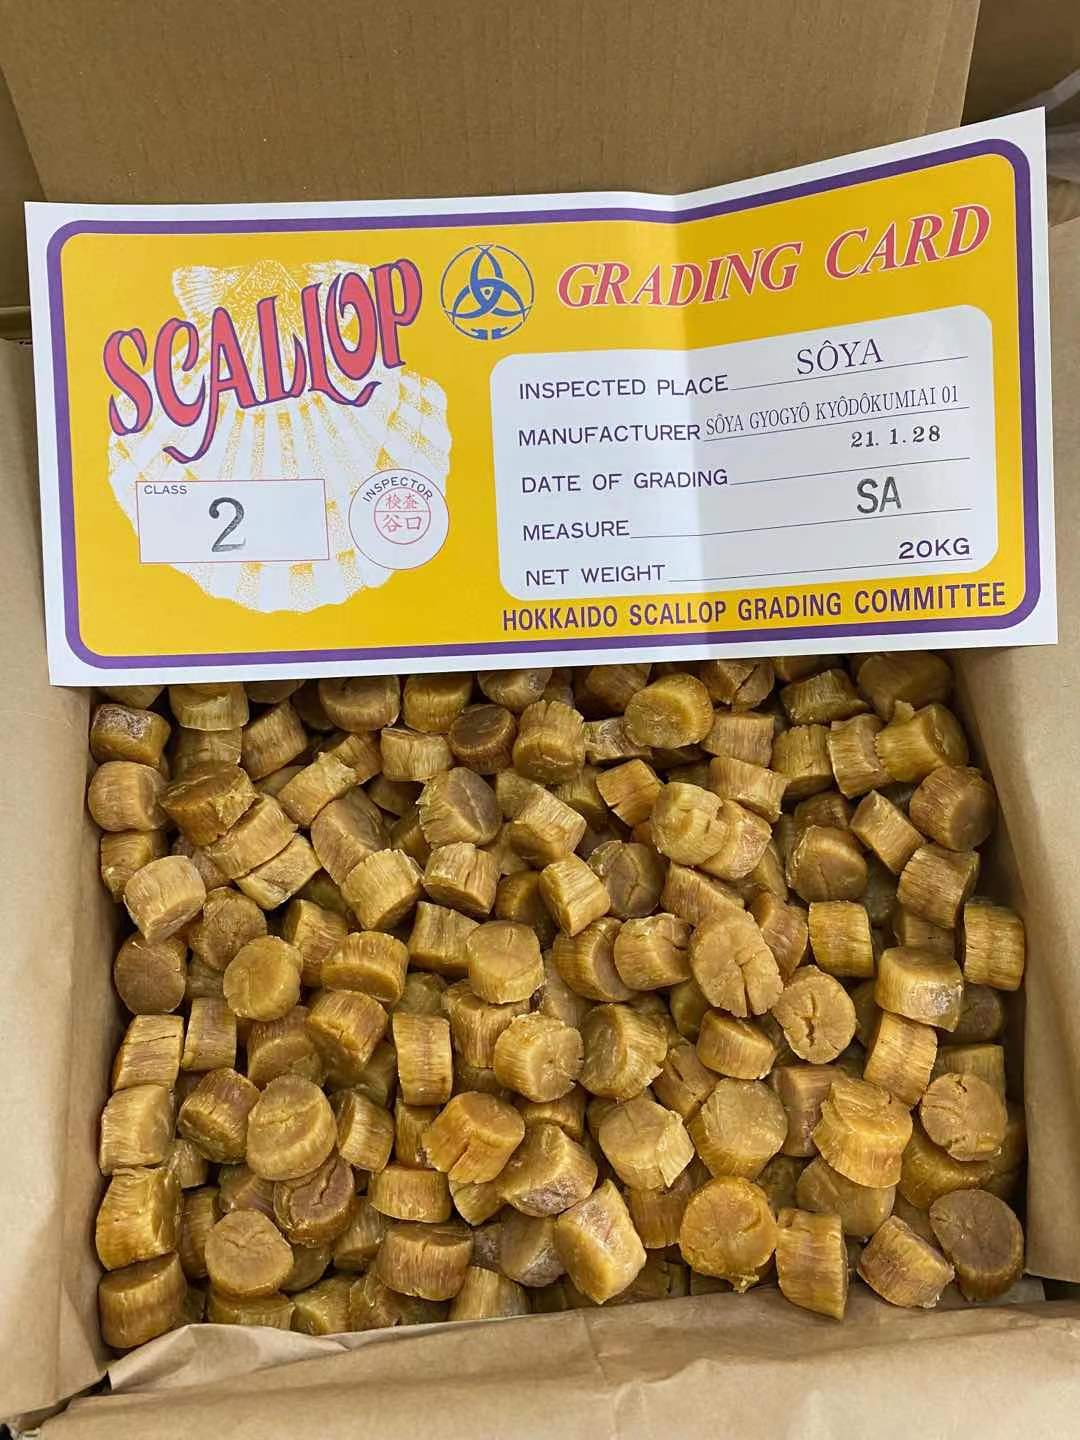 SCALLOP
GRADING CARD
INSPECTED PLACE SÔYA
MANUFACTURER SÔYA GYOGYÔ KYÔDÔKUMIAI 01
DATE OF GRADING 21. 1. 28
MEASURE SA
NET WEIGHT 20KG
CLASS
2
INSPECTOR
検査
谷口
HOKKAIDO SCALLOP GRADING COMMITTEE